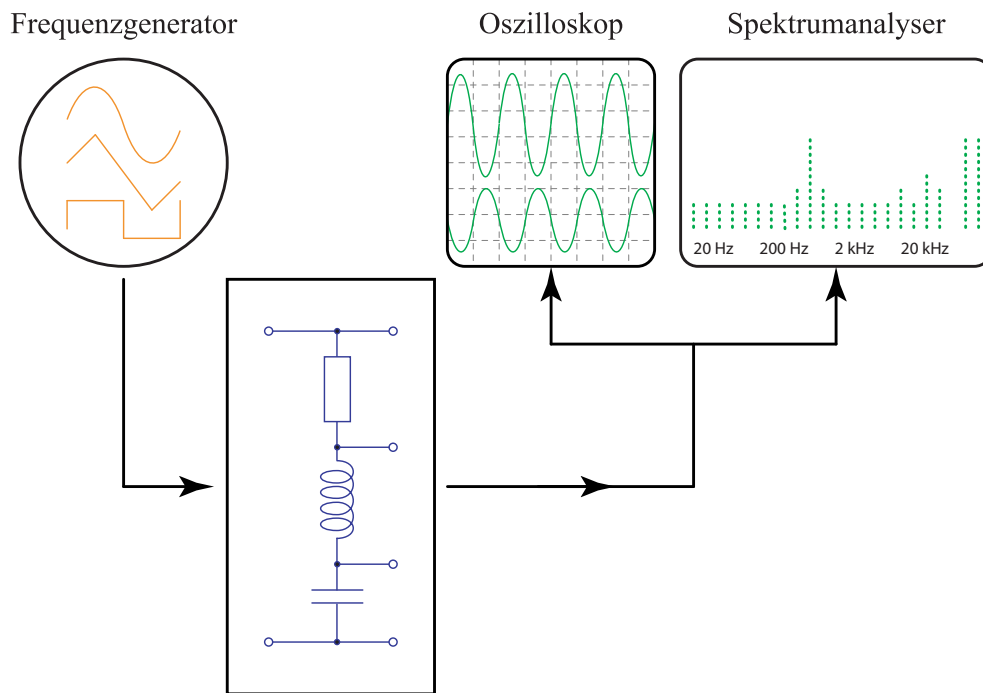 Frequenzgenerator Oszilloskop Spektrumanalyser
20 Hz 200 Hz 2 kHz 20 kHz